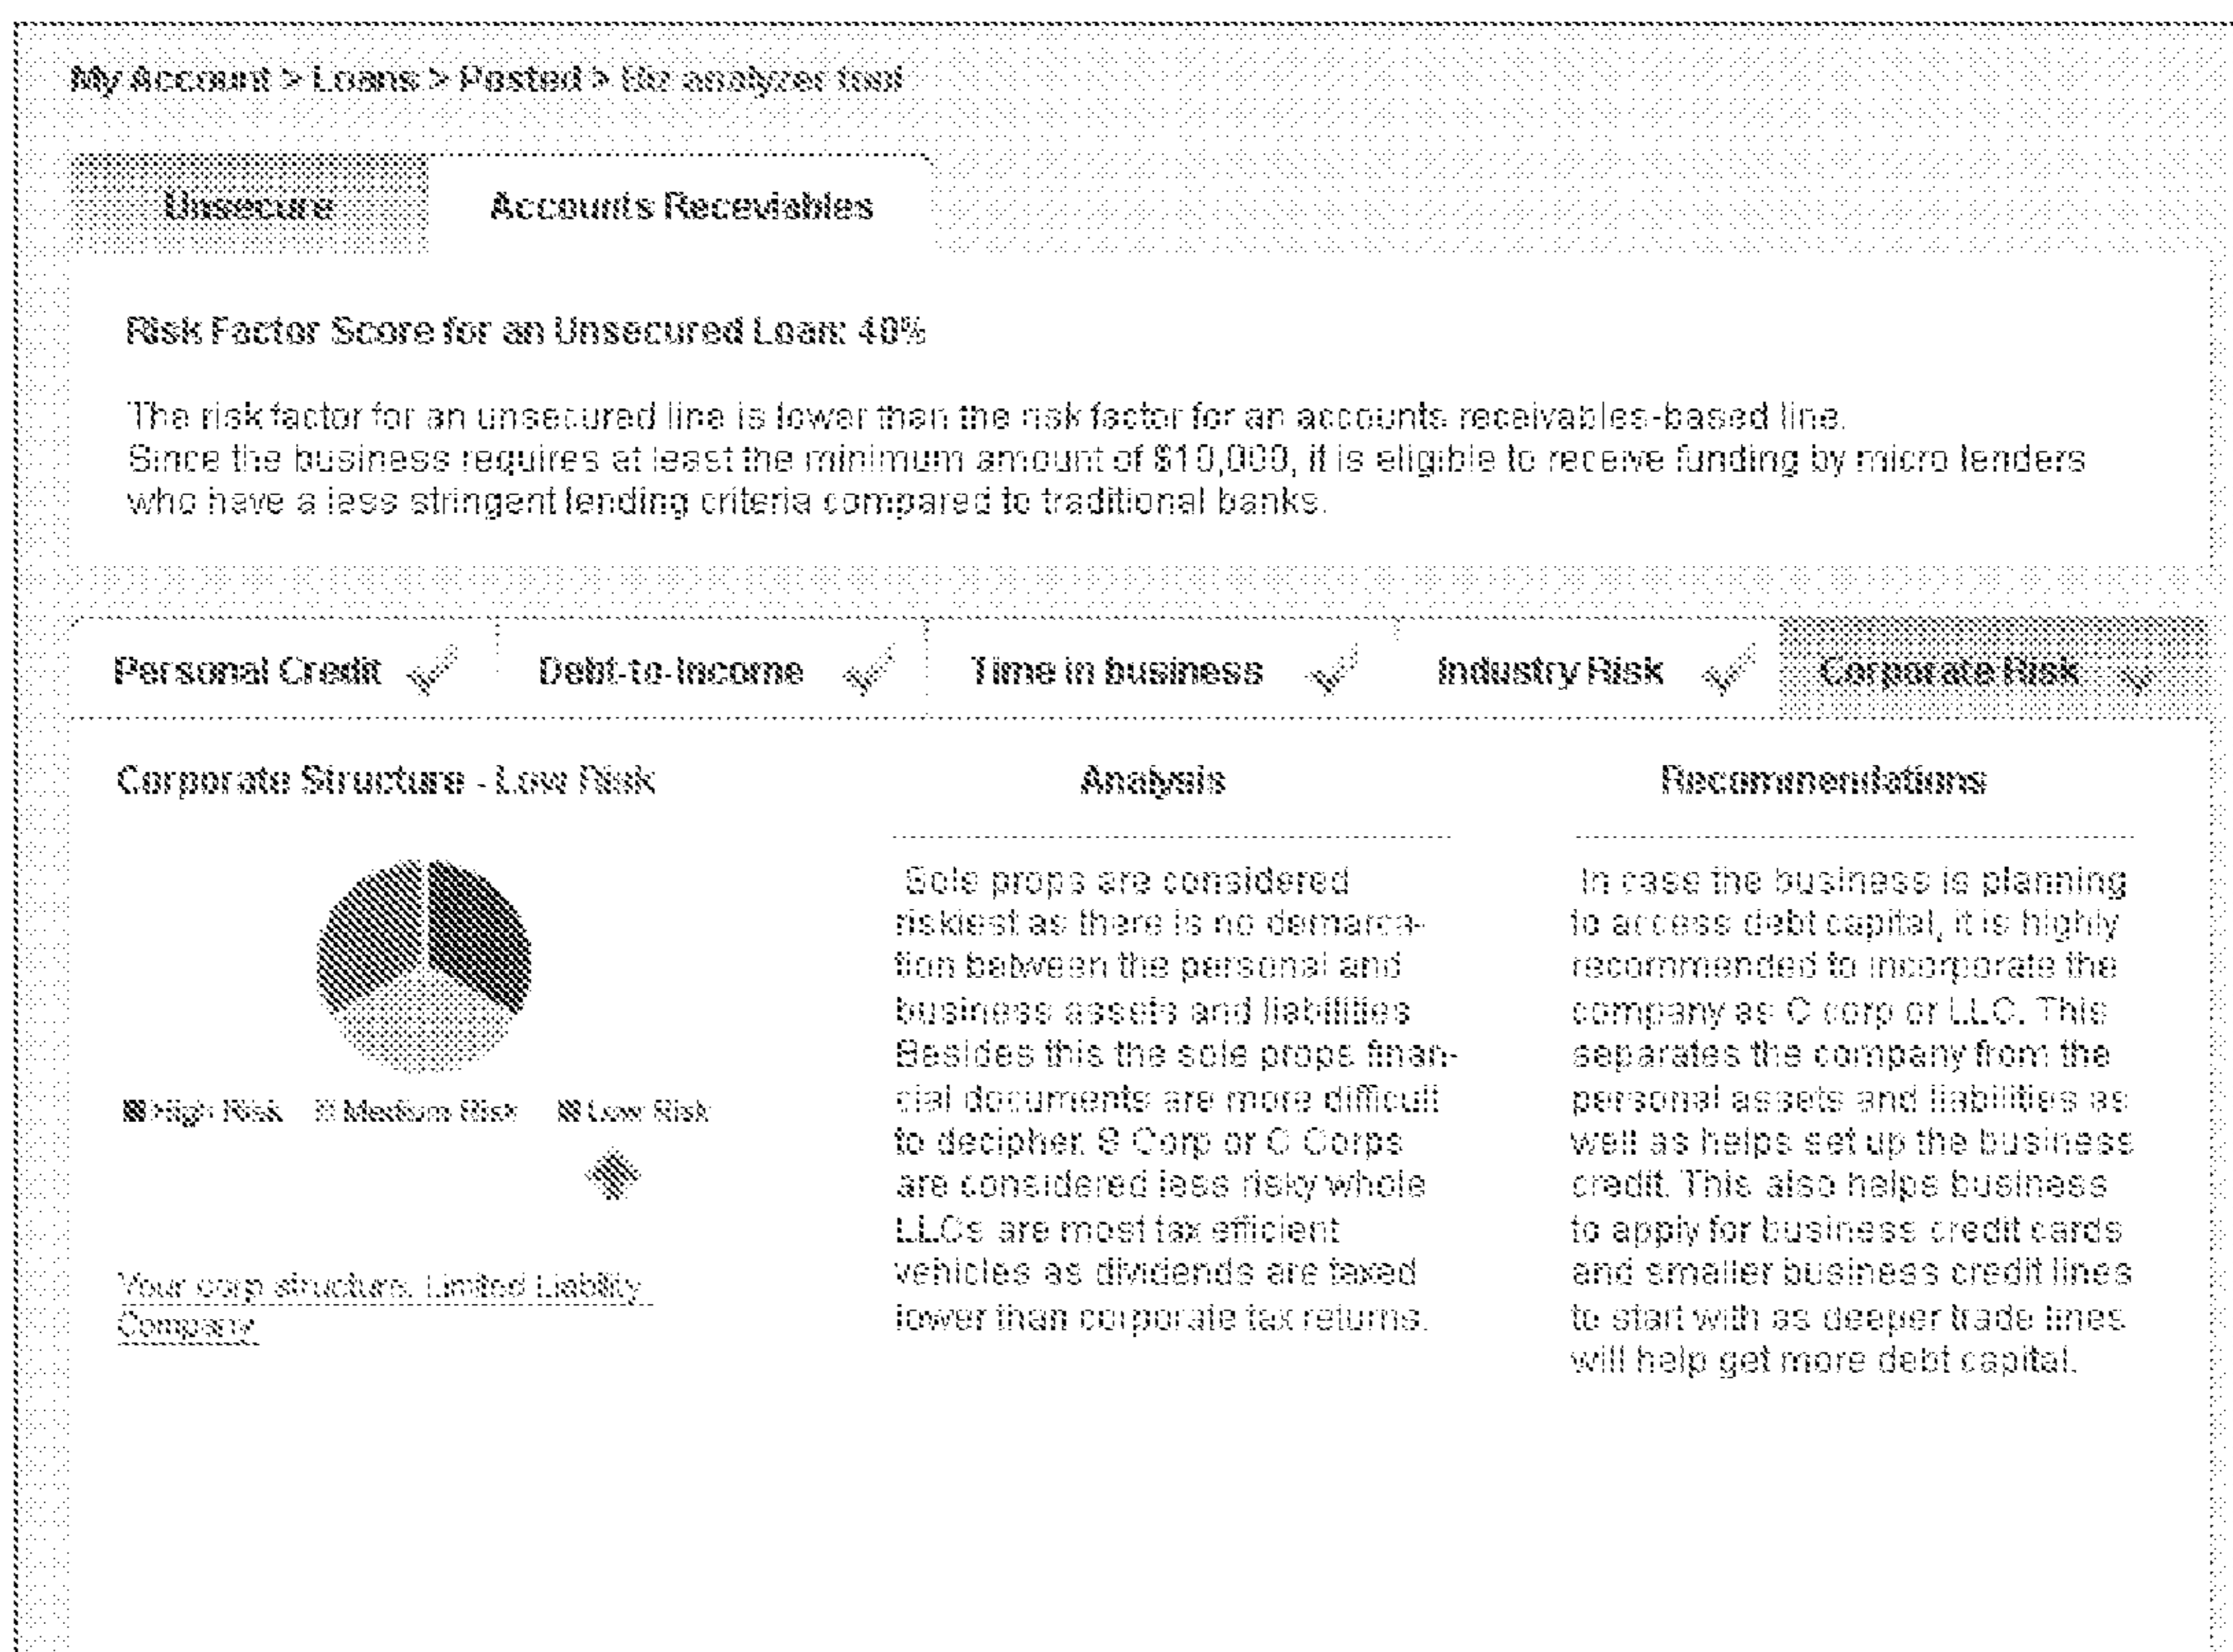 My Account > Loans > Posted > Biz analyzer tool
Unsecure
Accounts Receviables
Risk Factor Score for an Unsecured Loan: 40%
The risk factor for an unsecured line is lower than the risk factor for an accounts receivables-based line.
Since the business requires at least the minimum amount of $10,000, it is eligible to receive funding by micro lenders
who have a less stringent lending criteria compared to traditional banks.
Personal Credit
Debt-to-Income
Time in business
Industry Risk
Corporate Risk
Corporate Structure - Low Risk
High Risk Medium Risk Low Risk
Your corp structure. Limited Liability
Company
Analysis
Sole props are considered
riskiest as there is no demarca-
tion between the personal and
business assets and liabilities
Besides this the sole props finan-
cial documents are more difficult
to decipher. S Corp or C Corps
are considered less risky whole
LLCs are most tax efficient
vehicles as dividends are taxed
lower than corporate tax returns.
Recommendations
In case the business is planning
to access debt capital, it is highly
recommended to incorporate the
company as C corp or LLC. This
separates the company from the
personal assets and liabilities as
well as helps set up the business
credit. This also helps business
to apply for business credit cards
and smaller business credit lines
to start with as deeper trade lines
will help get more debt capital.